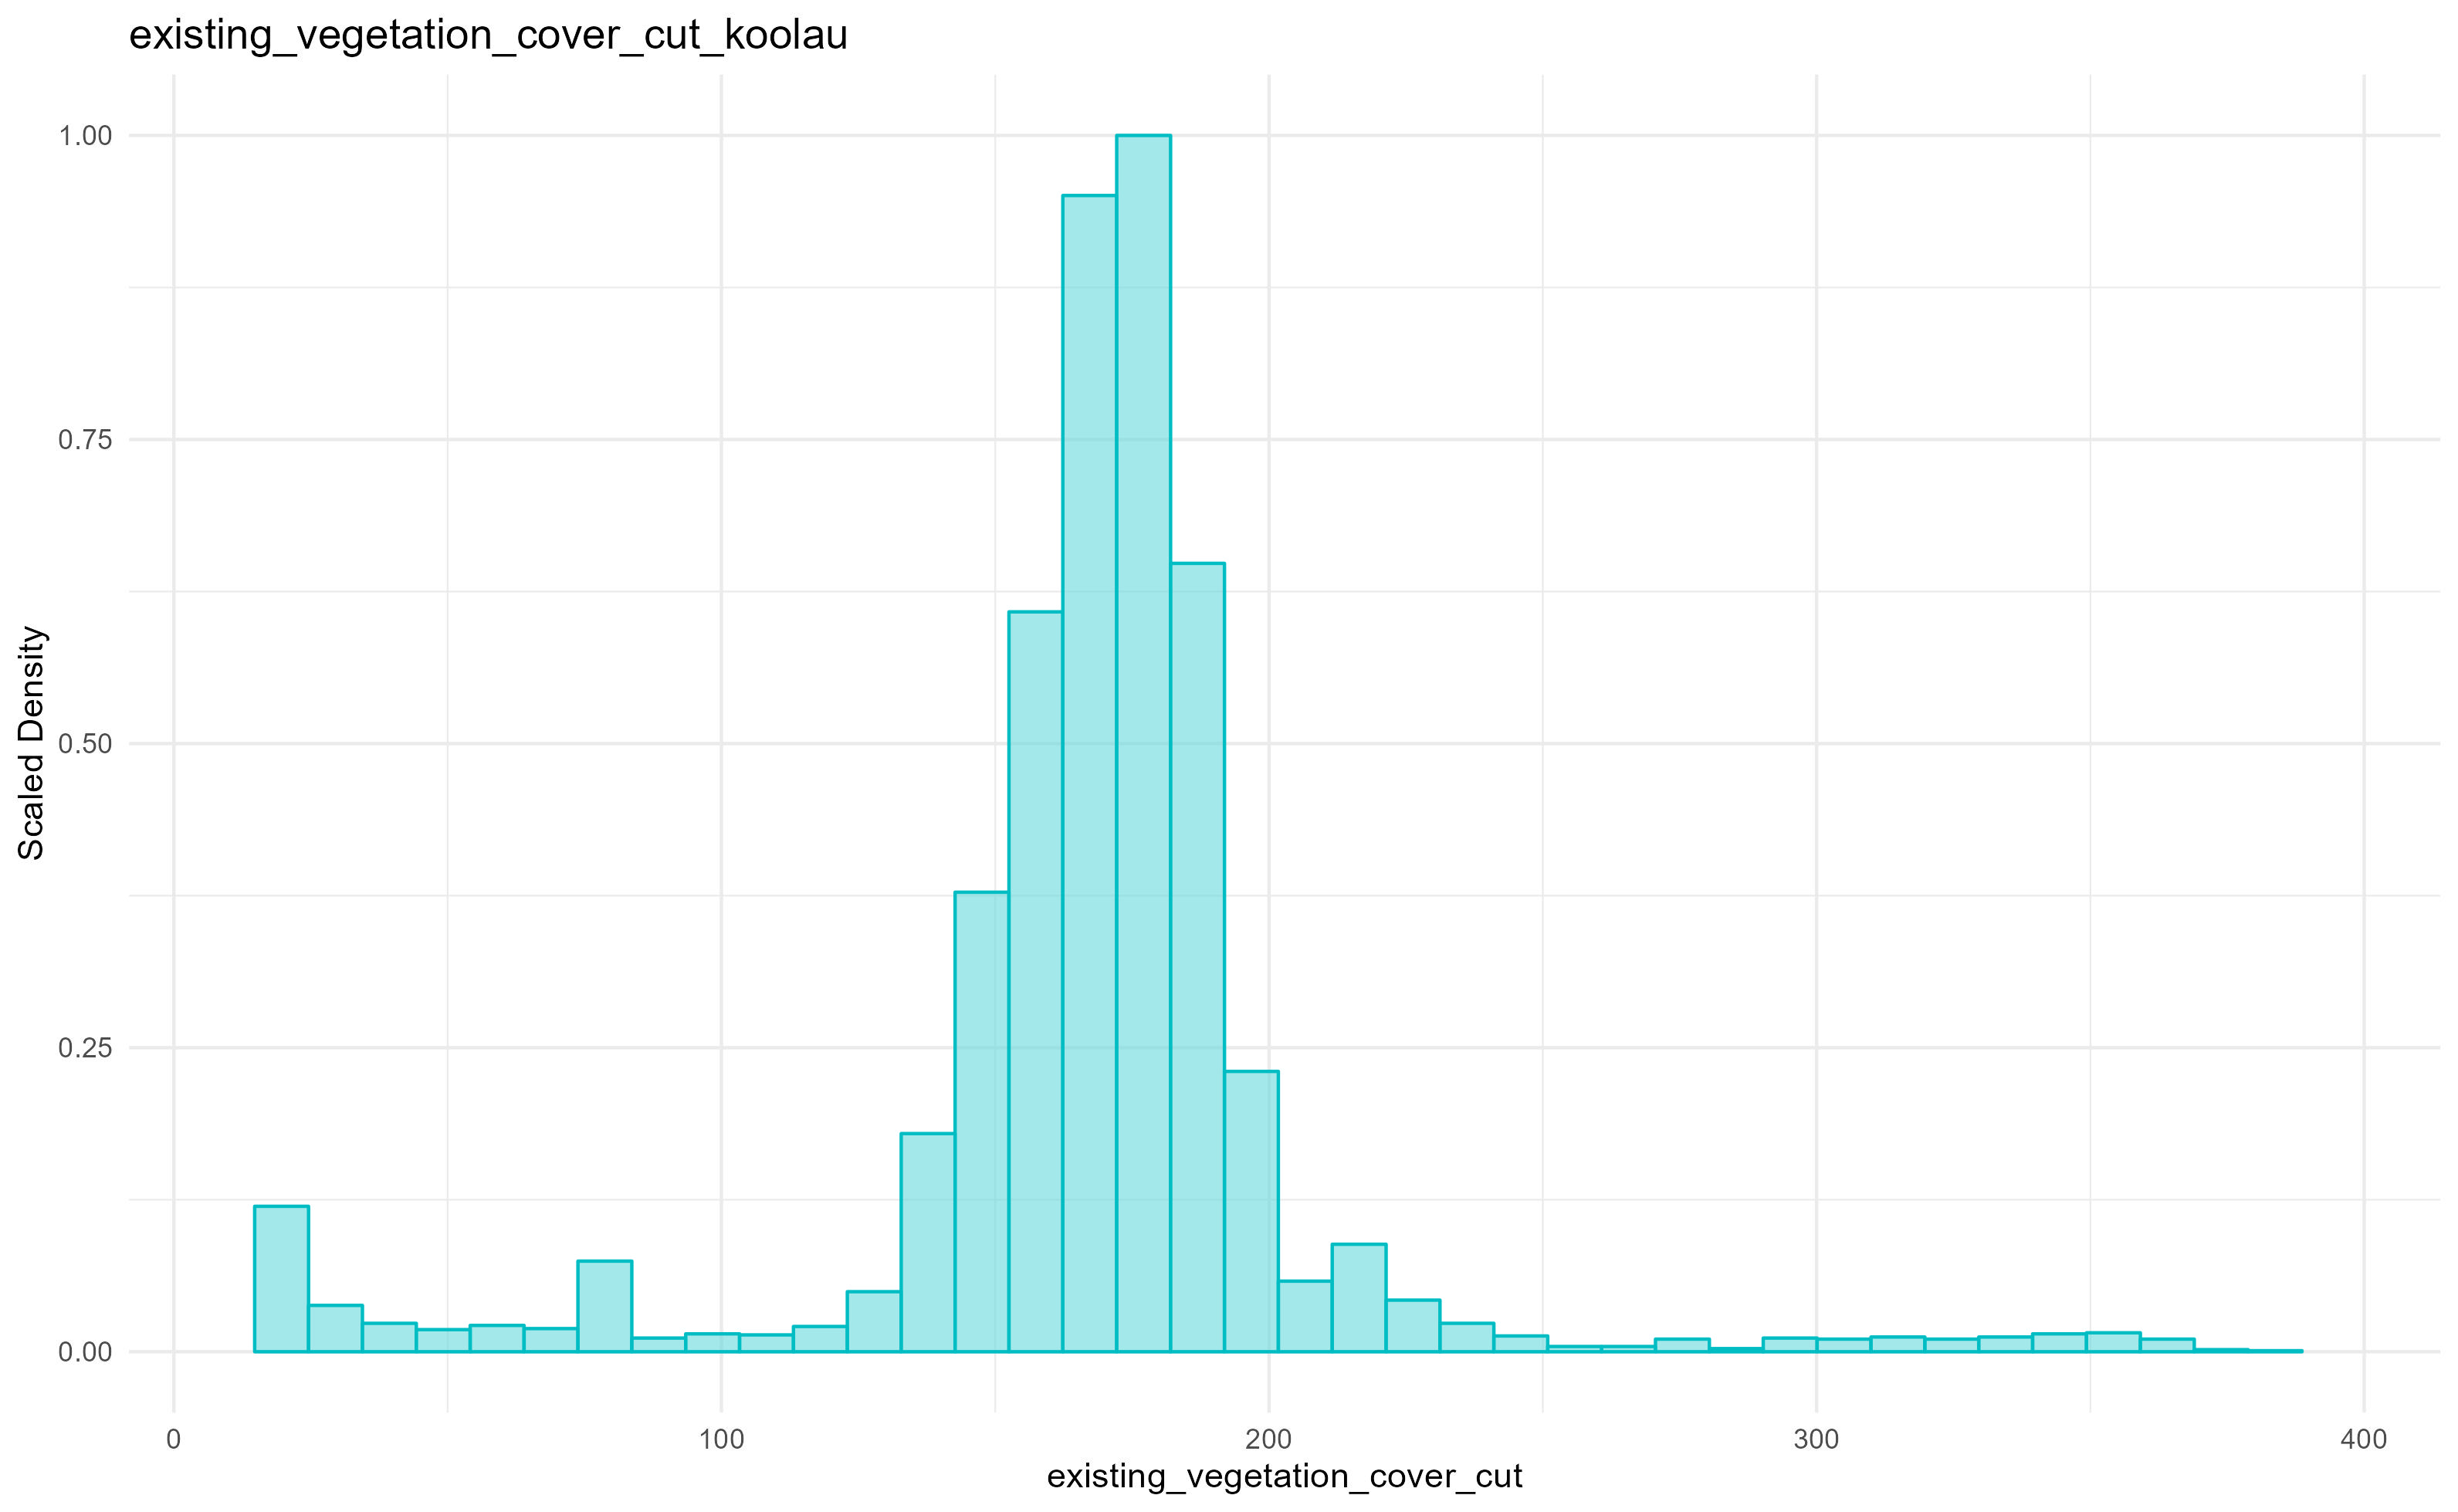 existing_vegetation_cover_cut_koolau
1.00
0.75
0.50
0.25
0.00
Scaled Density
0 100 200 300 400
existing_vegetation_cover_cut